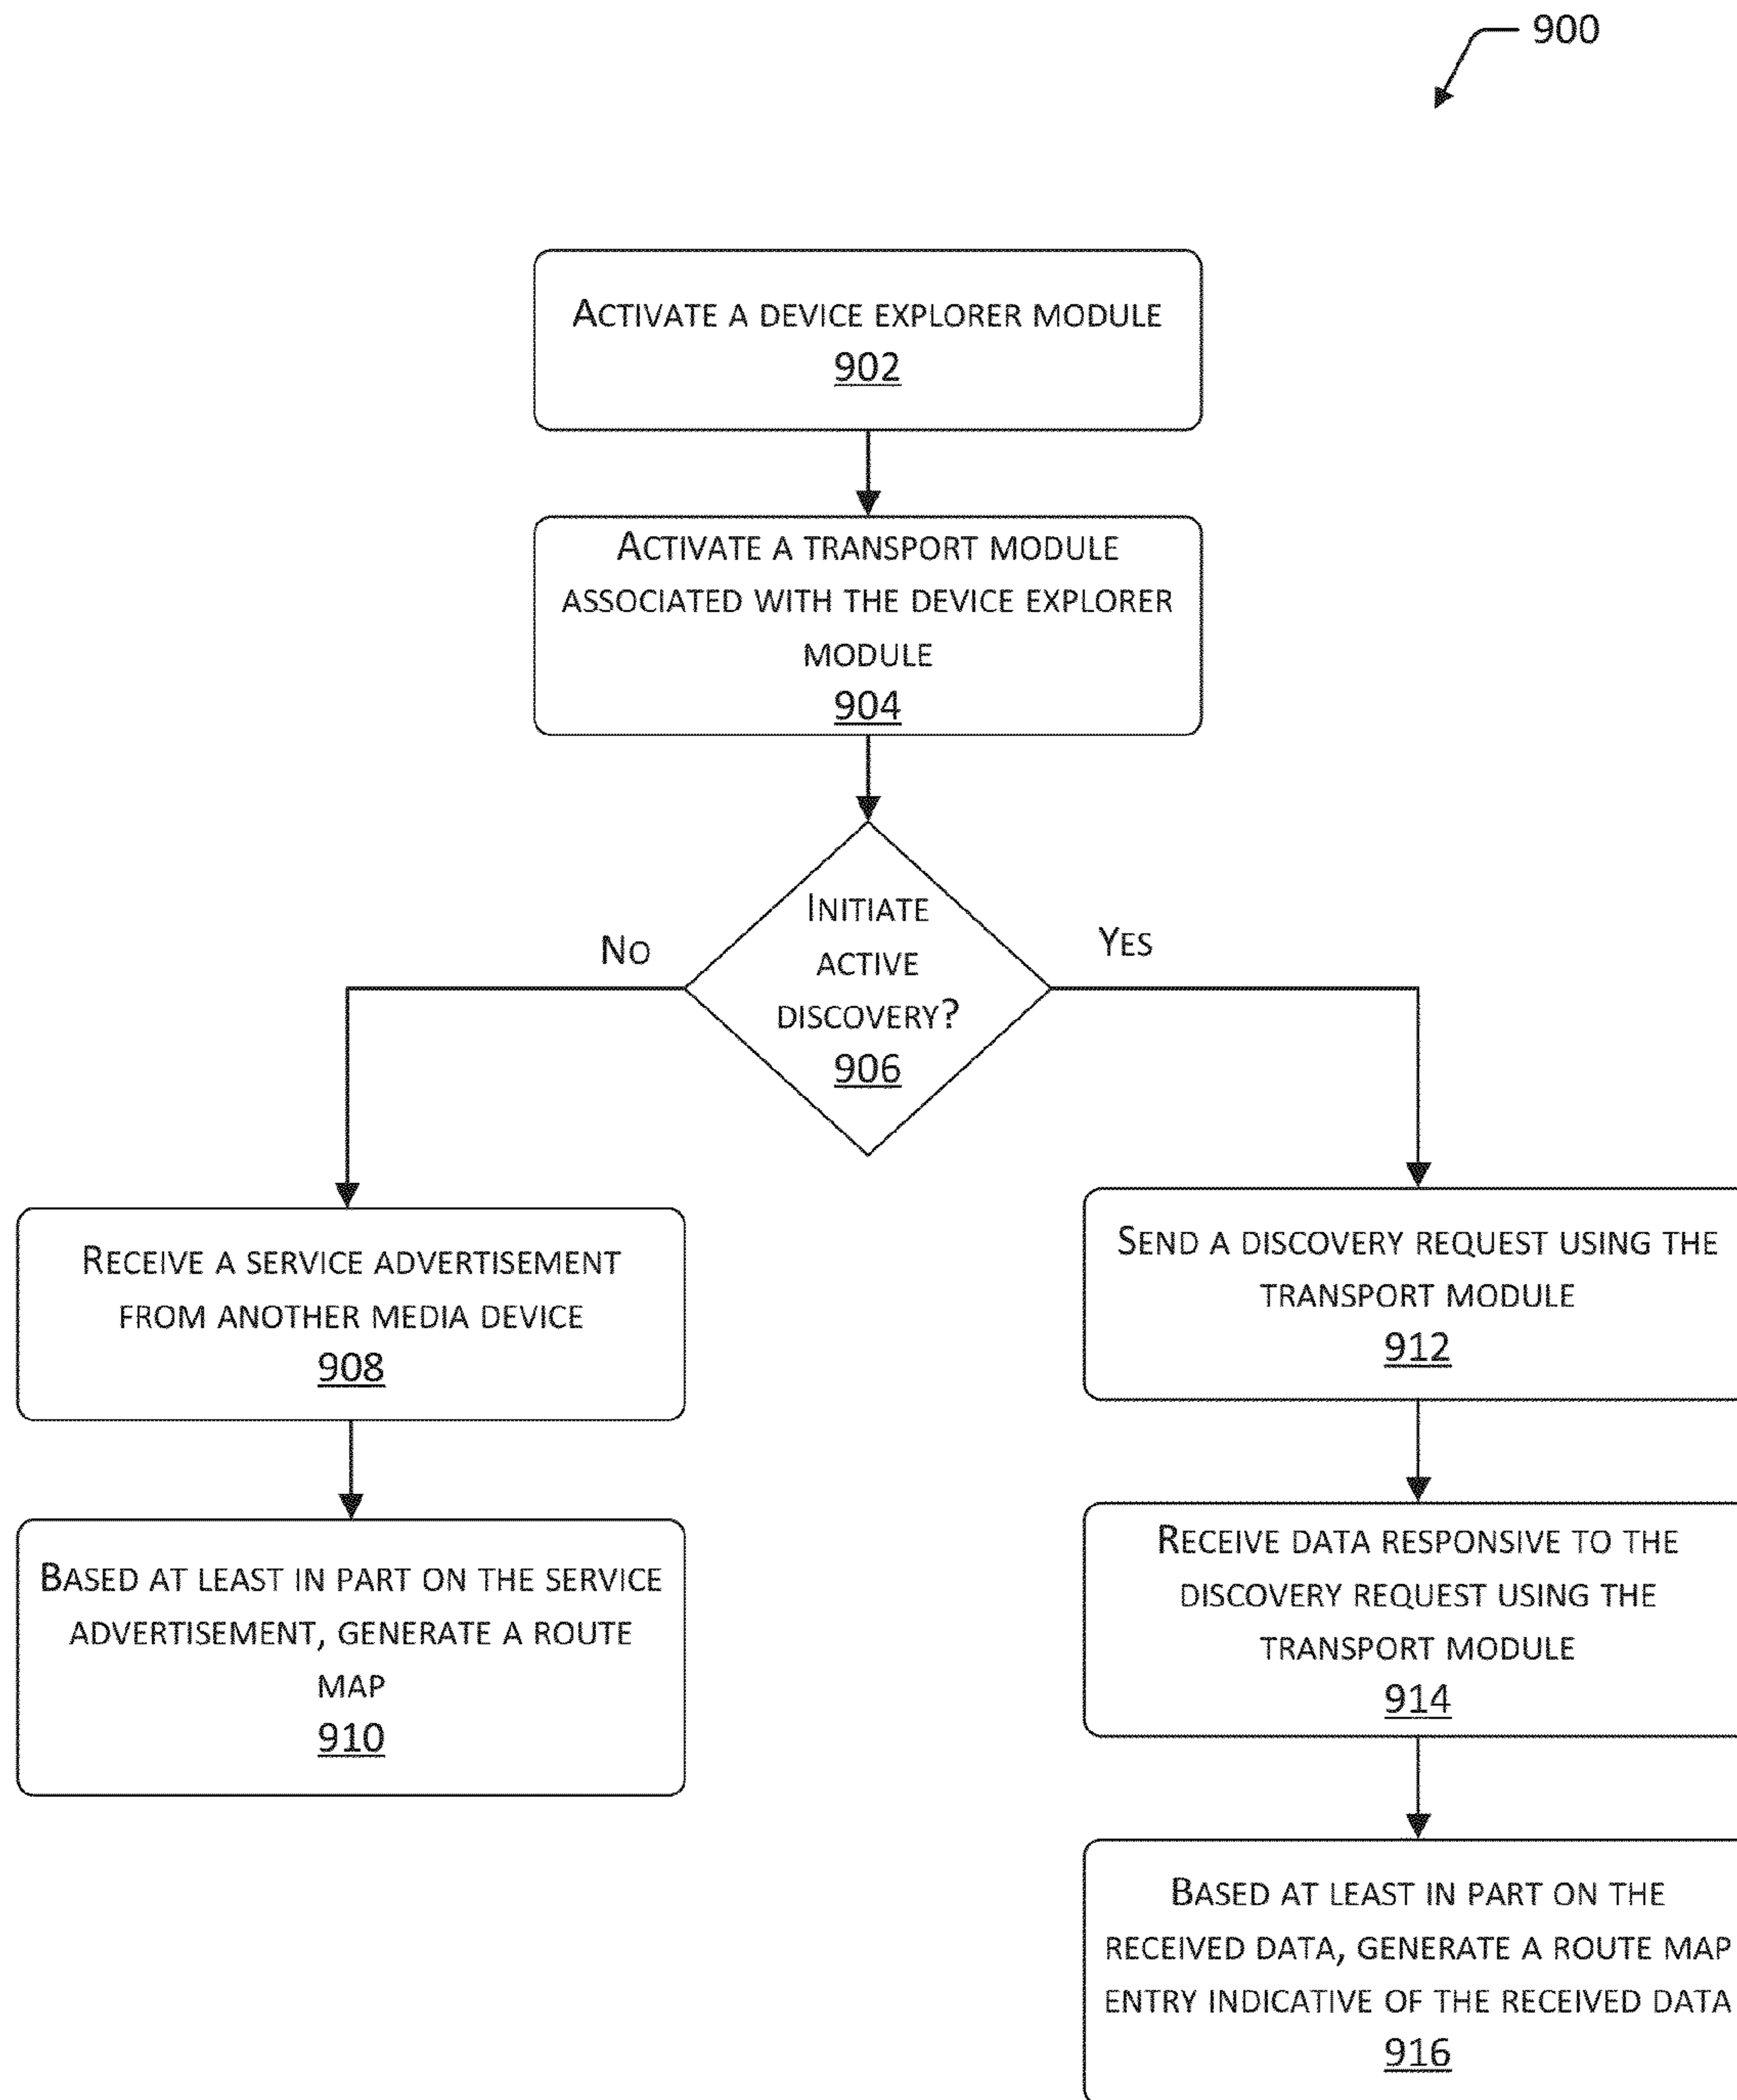 900
ACTIVATE A DEVICE EXPLORER MODULE
902
ACTIVATE A TRANSPORT MODULE
ASSOCIATED WITH THE DEVICE EXPLORER
MODULE
904
INITIATE
ACTIVE
DISCOVERY?
906
NO
YES
RECEIVE A SERVICE ADVERTISEMENT
FROM ANOTHER MEDIA DEVICE
908
BASED AT LEAST IN PART ON THE SERVICE
ADVERTISEMENT, GENERATE A ROUTE
MAP
910
SEND A DISCOVERY REQUEST USING THE
TRANSPORT MODULE
912
RECEIVE DATA RESPONSIVE TO THE
DISCOVERY REQUEST USING THE
TRANSPORT MODULE
914
BASED AT LEAST IN PART ON THE
RECEIVED DATA, GENERATE A ROUTE MAP
ENTRY INDICATIVE OF THE RECEIVED DATA
916